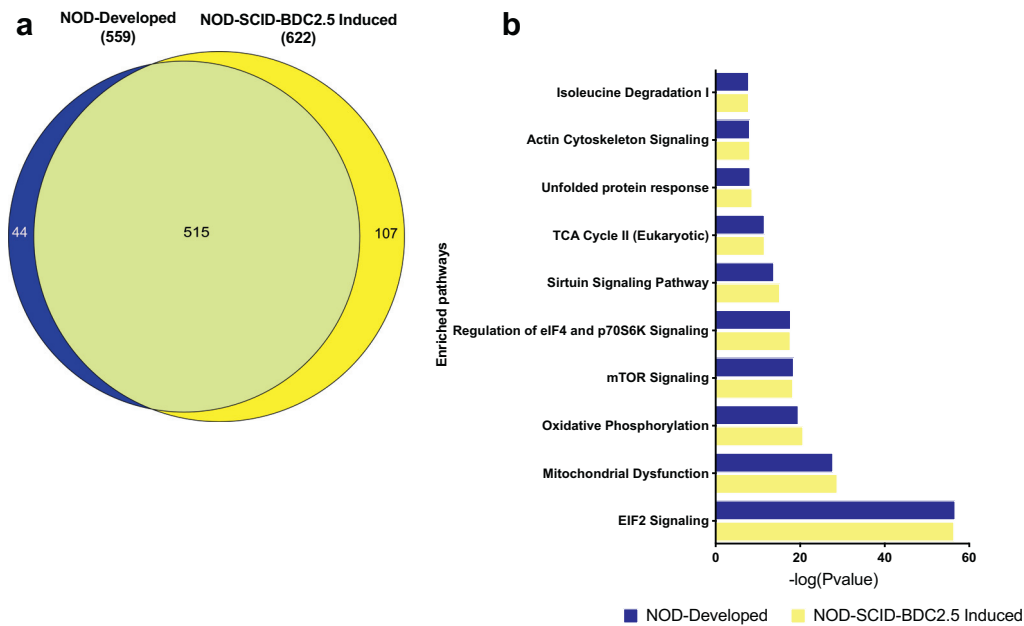 a
NOD-Developed
(559)
NOD-SCID-BDC2.5 Induced
(622)
44
515
107
b
Enriched pathways
Isoleucine Degradation I
Actin Cytoskeleton Signaling
Unfolded protein response
TCA Cycle II (Eukaryotic)
Sirtuin Signaling Pathway
Regulation of eIF4 and p70S6K Signaling
mTOR Signaling
Oxidative Phosphorylation
Mitochondrial Dysfunction
EIF2 Signaling
0 20 40 60
-log(Pvalue)
NOD-Developed NOD-SCID-BDC2.5 Induced